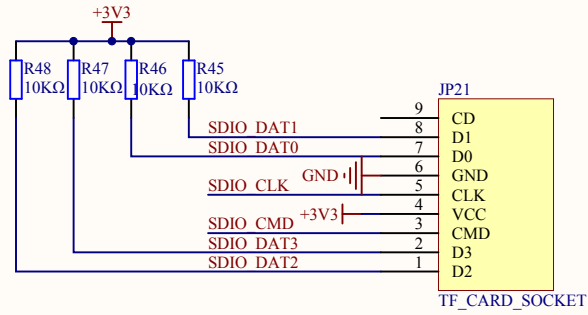 +3V3
R48 R47 R46 R45
10KΩ 10KΩ 10KΩ 10KΩ
JP21
9 CD
SDIO_DAT1 8 D1
SDIO_DAT0 7 D0
GND 6 GND
SDIO_CLK 5 CLK
+3V3 4 VCC
SDIO_CMD 3 CMD
SDIO_DAT3 2 D3
SDIO_DAT2 1 D2
TF_CARD_SOCKET